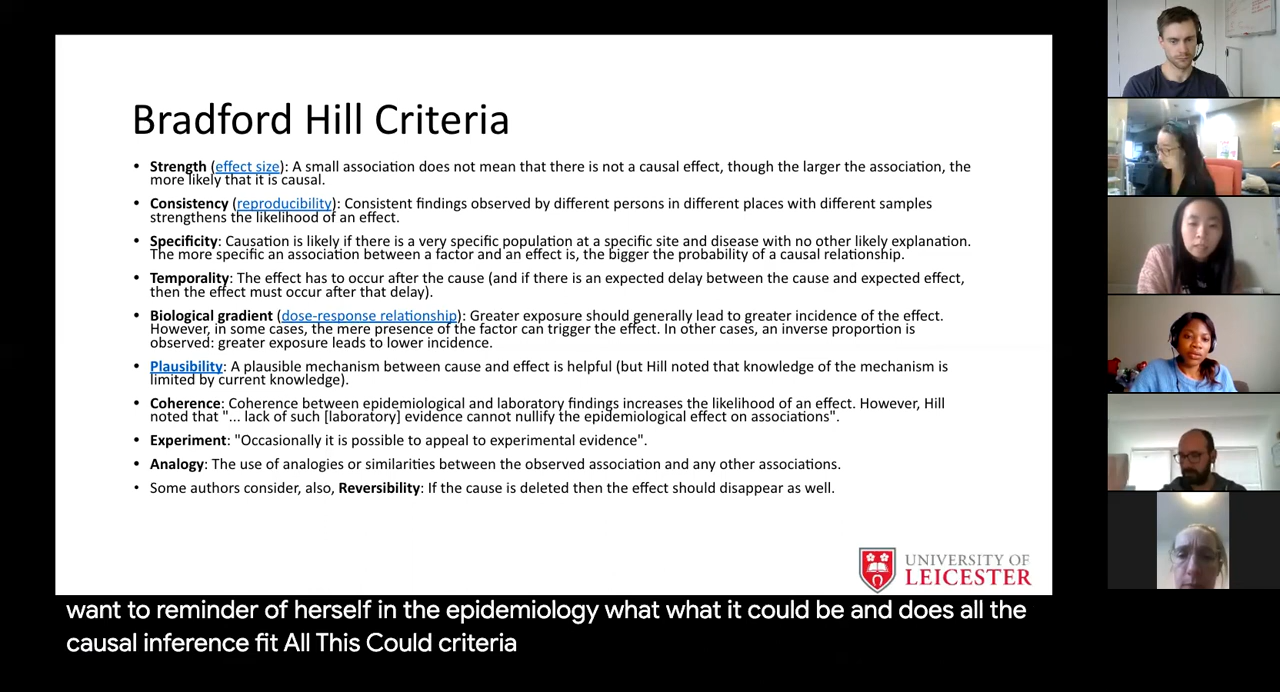 Bradford Hill Criteria
• Strength (effect size): A small association does not mean that there is not a causal effect, though the larger the association, the
more likely that it is causal.
• Consistency (reproducibility): Consistent findings observed by different persons in different places with different samples
strengthens the likelihood of an effect.
• Specificity: Causation is likely if there is a very specific population at a specific site and disease with no other likely explanation.
The more specific an association between a factor and an effect is, the bigger the probability of a causal relationship.
• Temporality: The effect has to occur after the cause (and if there is an expected delay between the cause and expected effect,
then the effect must occur after that delay).
• Biological gradient (dose-response relationship): Greater exposure should generally lead to greater incidence of the effect.
However, in some cases, the mere presence of the factor can trigger the effect. In other cases, an inverse proportion is
observed: greater exposure leads to lower incidence.
• Plausibility: A plausible mechanism between cause and effect is helpful (but Hill noted that knowledge of the mechanism is
limited by current knowledge).
• Coherence: Coherence between epidemiological and laboratory findings increases the likelihood of an effect. However, Hill
noted that "... lack of such [laboratory] evidence cannot nullify the epidemiological effect on associations".
• Experiment: "Occasionally it is possible to appeal to experimental evidence".
• Analogy: The use of analogies or similarities between the observed association and any other associations.
• Some authors consider, also, Reversibility: If the cause is deleted then the effect should disappear as well.
UNIVERSITY OF
LEICESTER
want to reminder of herself in the epidemiology what what it could be and does all the
causal inference fit All This Could criteria